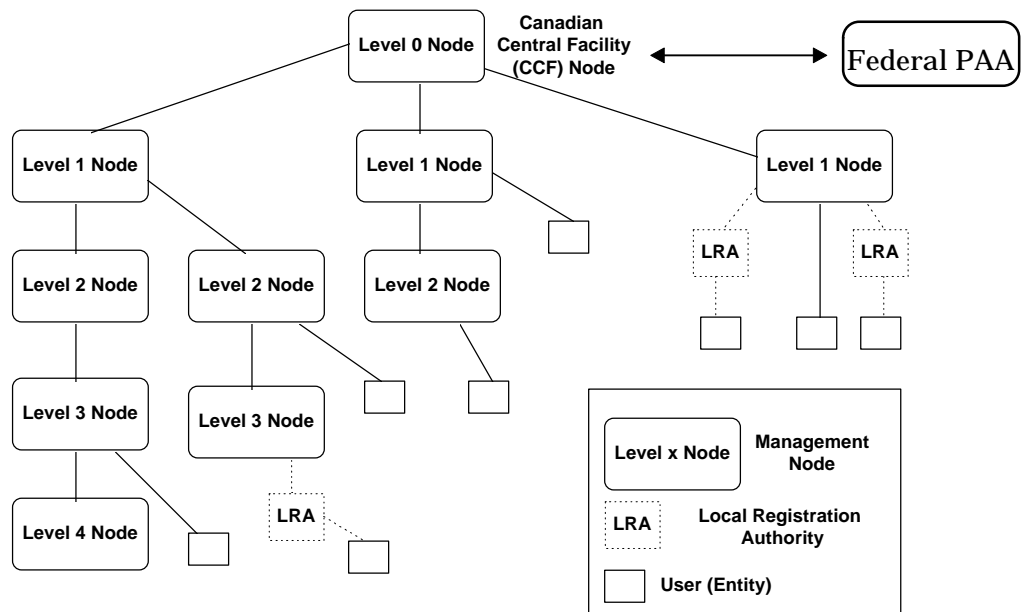 Level 0 Node
Canadian
Central Facility
(CCF) Node
Federal PAA
Level 1 Node
Level 1 Node
Level 1 Node
LRA
LRA
Level 2 Node
Level 2 Node
Level 2 Node
Level 3 Node
Level 3 Node
LRA
Level 4 Node
Level x Node
Management
Node
LRA
Local Registration
Authority
User (Entity)